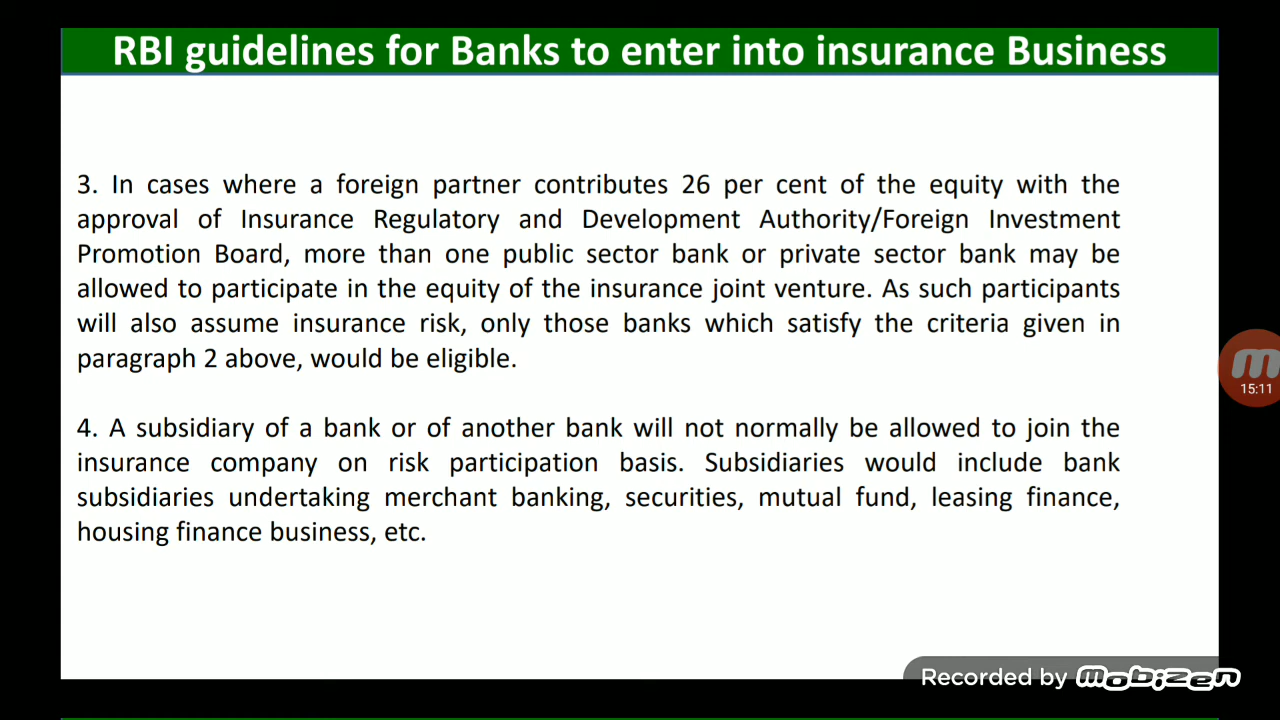 RBI guidelines for Banks to enter into insurance Business
3. In cases where a foreign partner contributes 26 per cent of the equity with the
approval of Insurance Regulatory and Development Authority/Foreign Investment
Promotion Board, more than one public sector bank or private sector bank may be
allowed to participate in the equity of the insurance joint venture. As such participants
will also assume insurance risk, only those banks which satisfy the criteria given in
paragraph 2 above, would be eligible.
4. A subsidiary of a bank or of another bank will not normally be allowed to join the
insurance company on risk participation basis. Subsidiaries would include bank
subsidiaries undertaking merchant banking, securities, mutual fund, leasing finance,
housing finance business, etc.
m
15:11
Recorded by mobizen